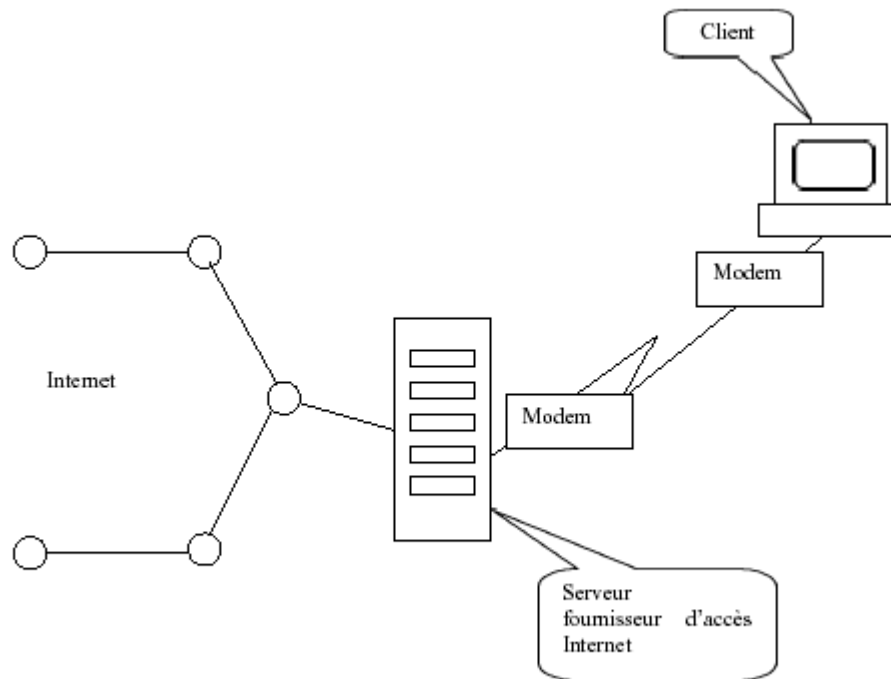 Client
Modem
Internet
Modem
Serveur
fournisseur d'accès
Internet